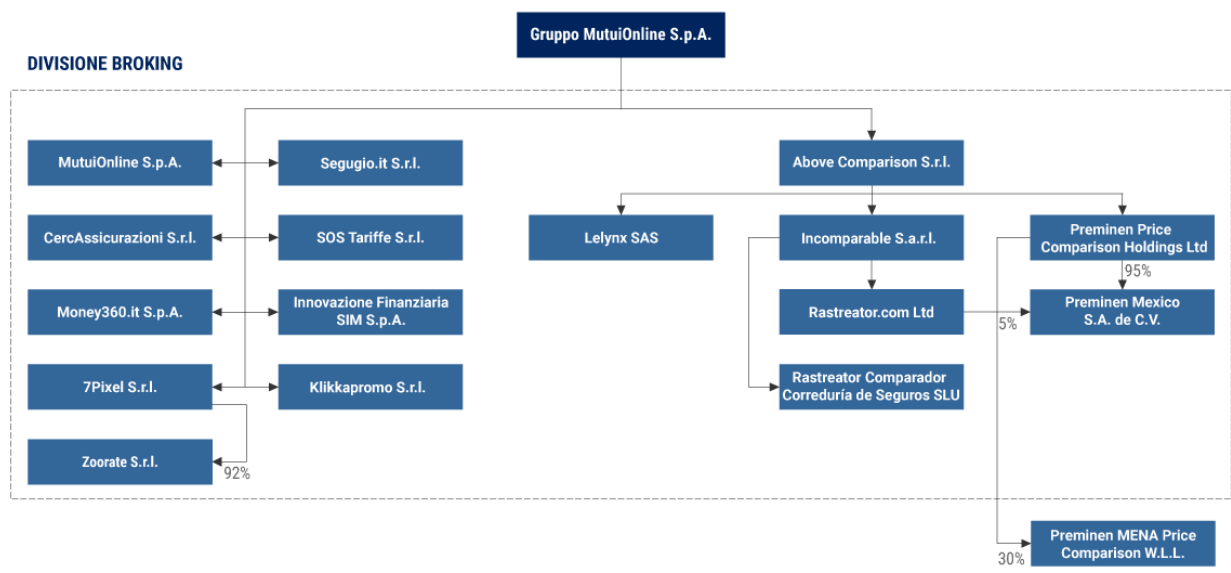 Gruppo MutuiOnline S.p.A.
DIVISIONE BROKING
MutuiOnline S.p.A.
Segugio.it S.r.l.
CercAssicurazioni S.r.l.
SOS Tariffe S.r.l.
Money360.it S.p.A.
Innovazione Finanziaria
SIM S.p.A.
7Pixel S.r.l.
Klikkapromo S.r.l.
Zoorate S.r.l.
92%
Above Comparison S.r.l.
Lelynx SAS
Incomparable S.a.r.l.
Preminen Price
Comparison Holdings Ltd
95%
Rastreator.com Ltd
5%
Preminen Mexico
S.A. de C.V.
Rastreator Comparador
Correduría de Seguros SLU
30%
Preminen MENA Price
Comparison W.L.L.